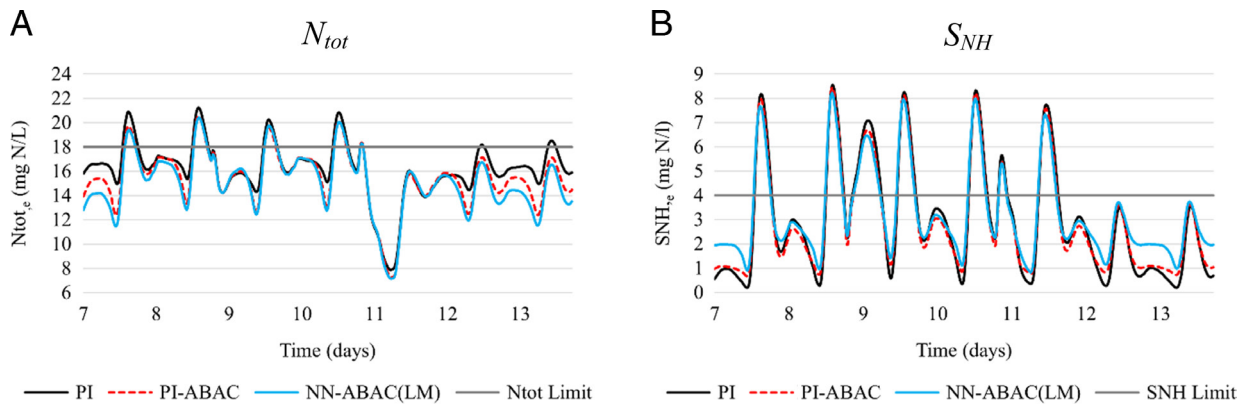 A
N_tot
24
22
20
18
16
14
12
10
8
6
Ntot,e (mg N/L)
7 8 9 10 11 12 13
Time (days)
PI PI-ABAC NN-ABAC(LM) Ntot Limit
B
S_NH
9
8
7
6
5
4
3
2
1
0
SNH,e (mg N/l)
7 8 9 10 11 12 13
Time (days)
PI PI-ABAC NN-ABAC(LM) SNH Limit